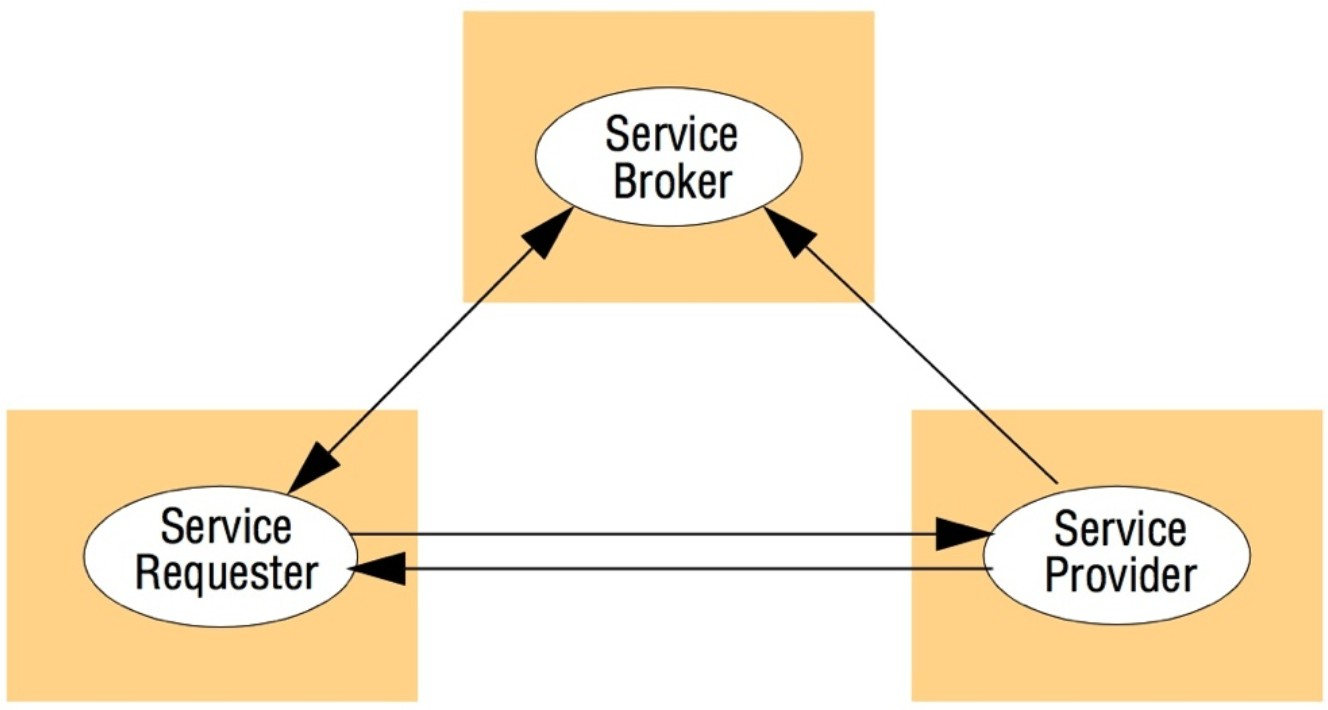 Service
Broker
Service
Requester
Service
Provider